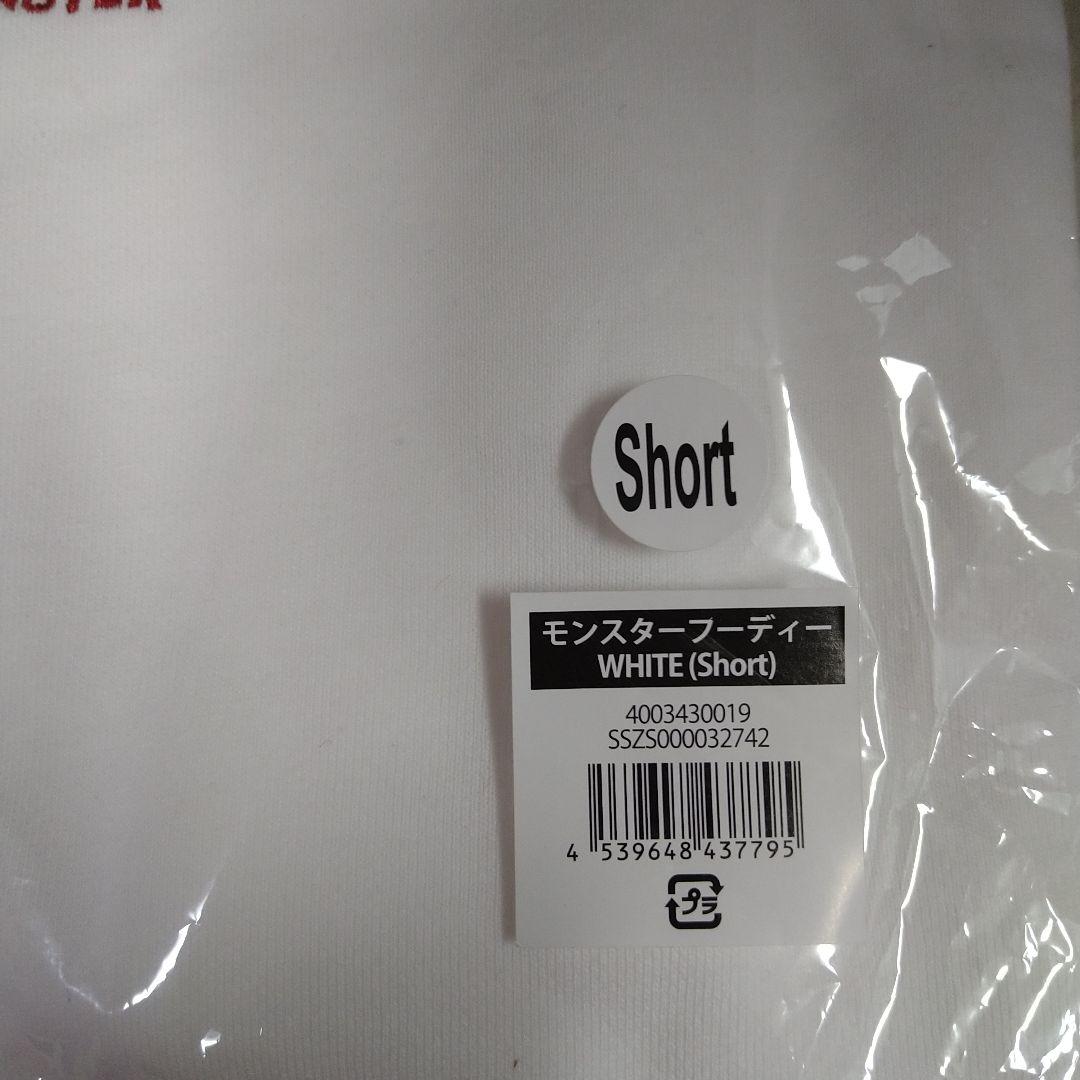 Short
モンスターフーディー
WHITE (Short)
4003430019
SSZS000032742
4 539648 437795
プラ